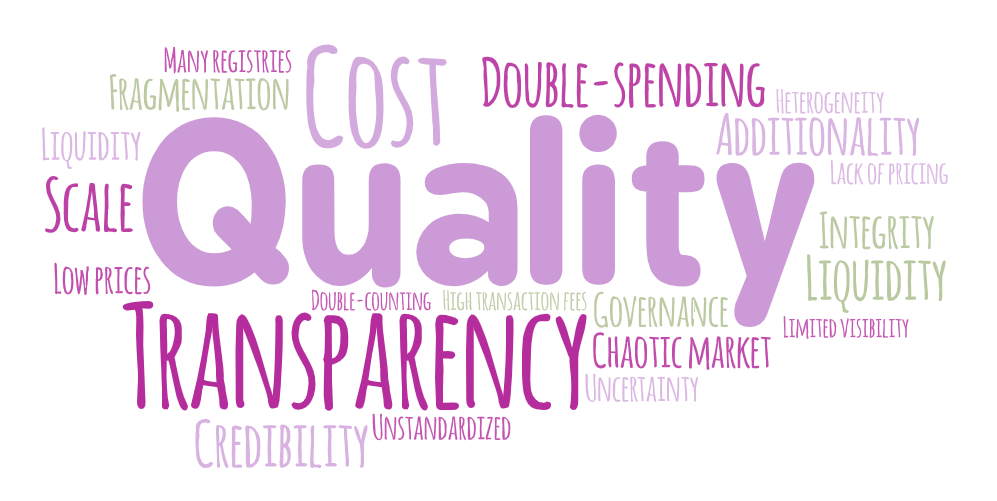 Many registries
Cost
Double-spending
Fragmentation
Heterogeneity
Additionality
Liquidity
Quality
Lack of pricing
Scale
Integrity
Low prices
Liquidity
Double-counting
High transaction fees
Governance
Limited visibility
Transparency
Chaotic market
Uncertainty
Credibility
Unstandardized